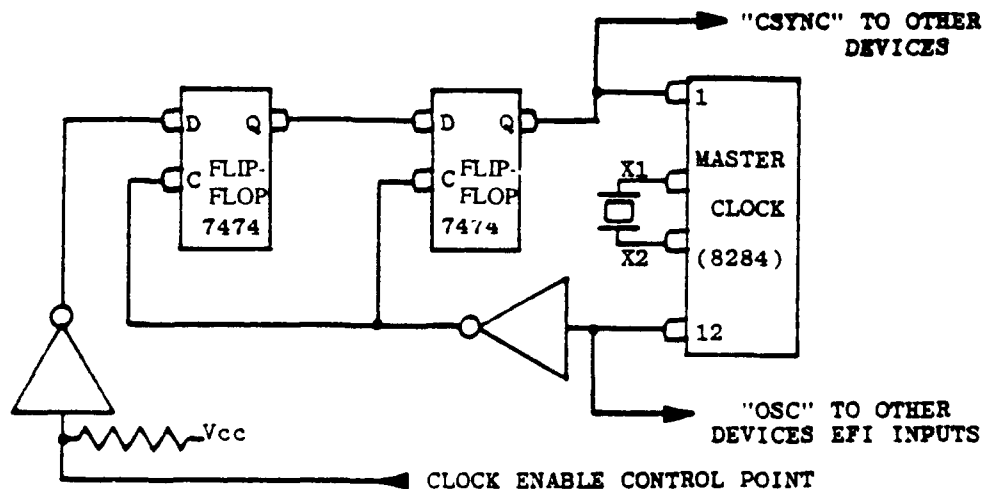 "CSYNC" TO OTHER
DEVICES
D Q
C FLIP-
FLOP
7474
D Q
C FLIP-
FLOP
7474
1
MASTER
X1
CLOCK
X2
(8284)
12
"OSC" TO OTHER
DEVICES EFI INPUTS
Vcc
CLOCK ENABLE CONTROL POINT